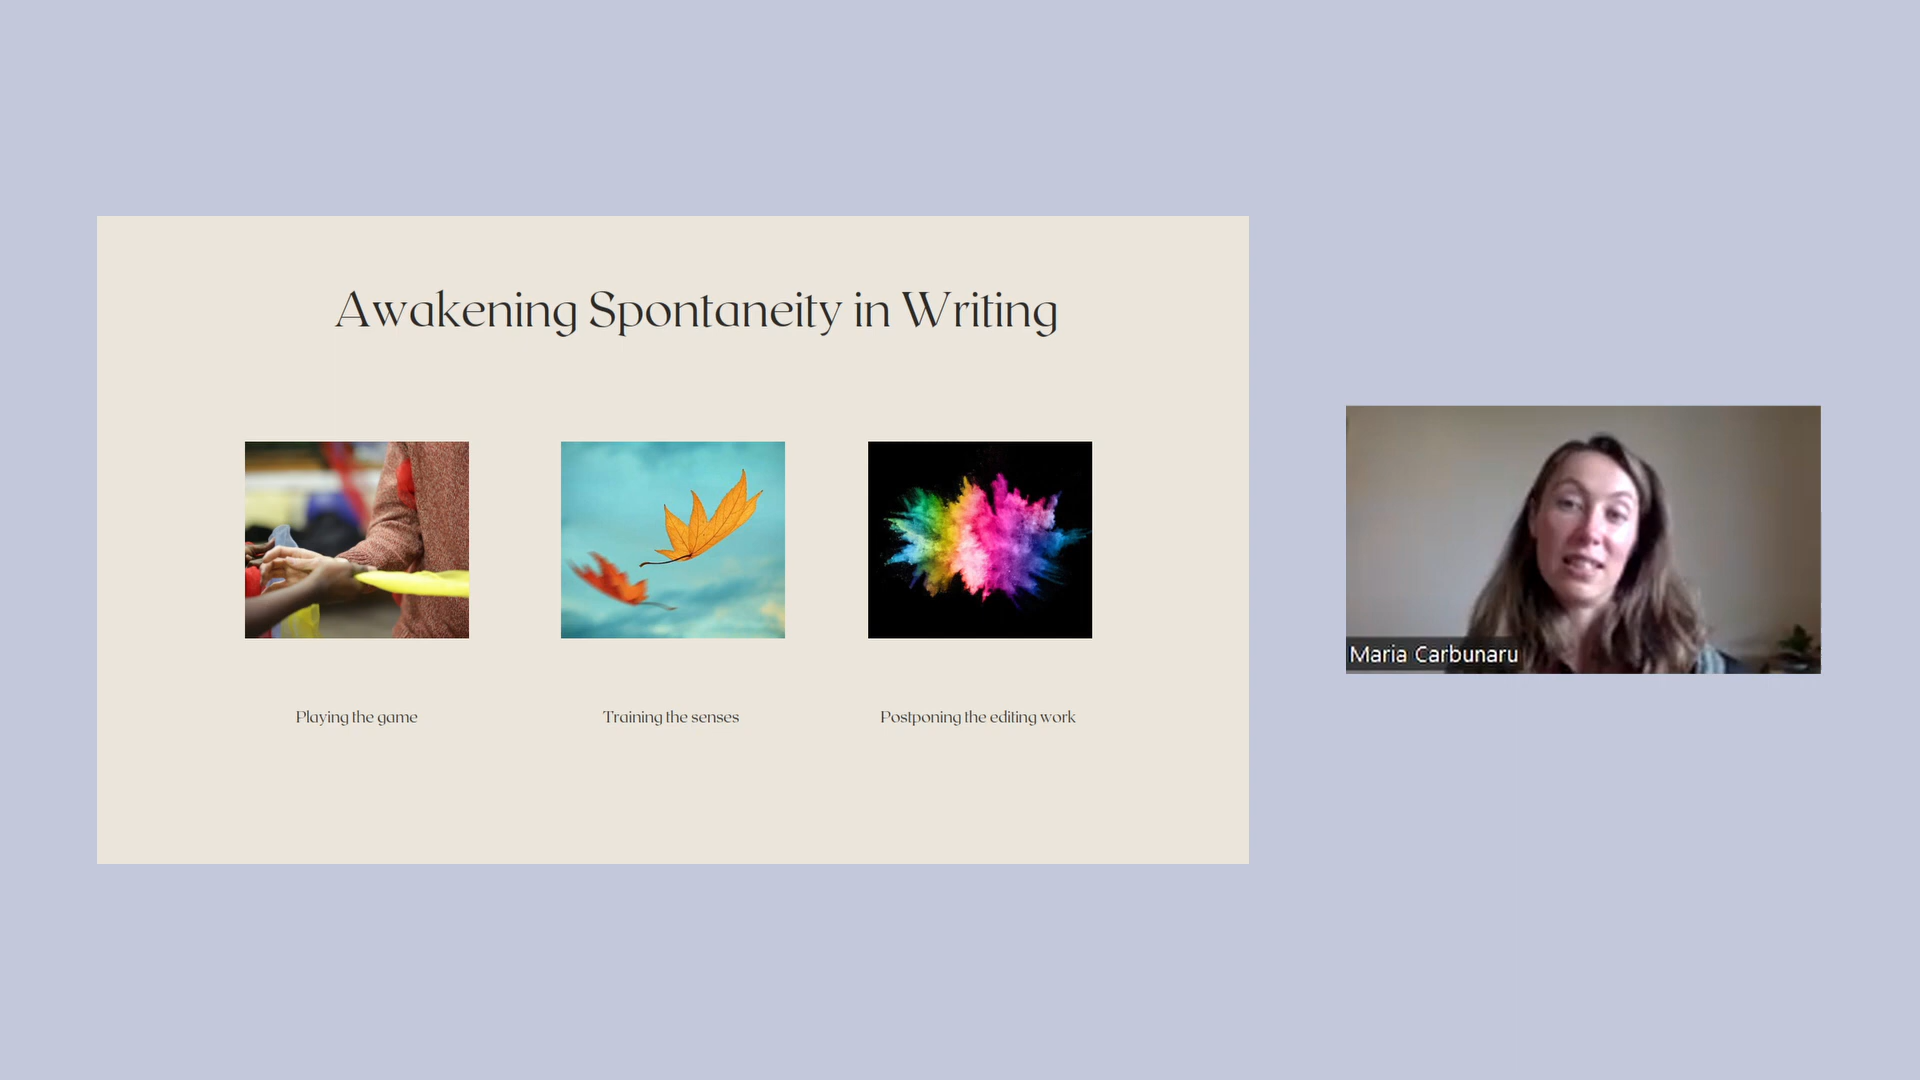 Awakening Spontaneity in Writing
Playing the game
Training the senses
Postponing the editing work
Maria Carbunaru